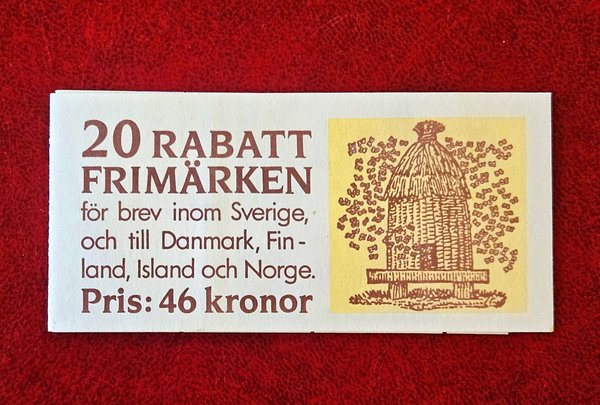 20 RABATT
FRIMÄRKEN
för brev inom Sverige,
och till Danmark, Fin-
land, Island och Norge.
Pris: 46 kronor